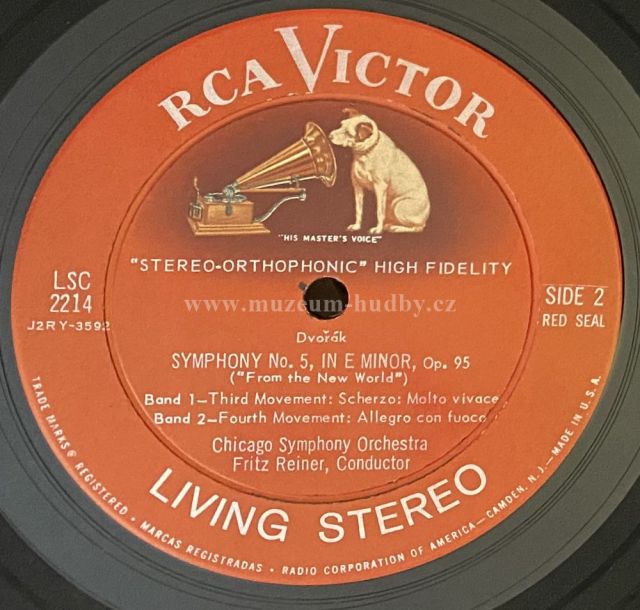 RCA VICTOR
"HIS MASTER'S VOICE"
"STEREO-ORTHOPHONIC" HIGH FIDELITY
LSC
2214
J2RY-3592
www.muzeum-hudby.cz
SIDE 2
RED SEAL
Dvořák
SYMPHONY No. 5, IN E MINOR, Op. 95
("From the New World")
Band 1—Third Movement: Scherzo: Molto vivace
Band 2—Fourth Movement: Allegro con fuoco
Chicago Symphony Orchestra
Fritz Reiner, Conductor
LIVING STEREO
TRADE MARKS ® REGISTERED • MARCAS REGISTRADAS • RADIO CORPORATION OF AMERICA—CAMDEN, N. J.—MADE IN U.S.A.